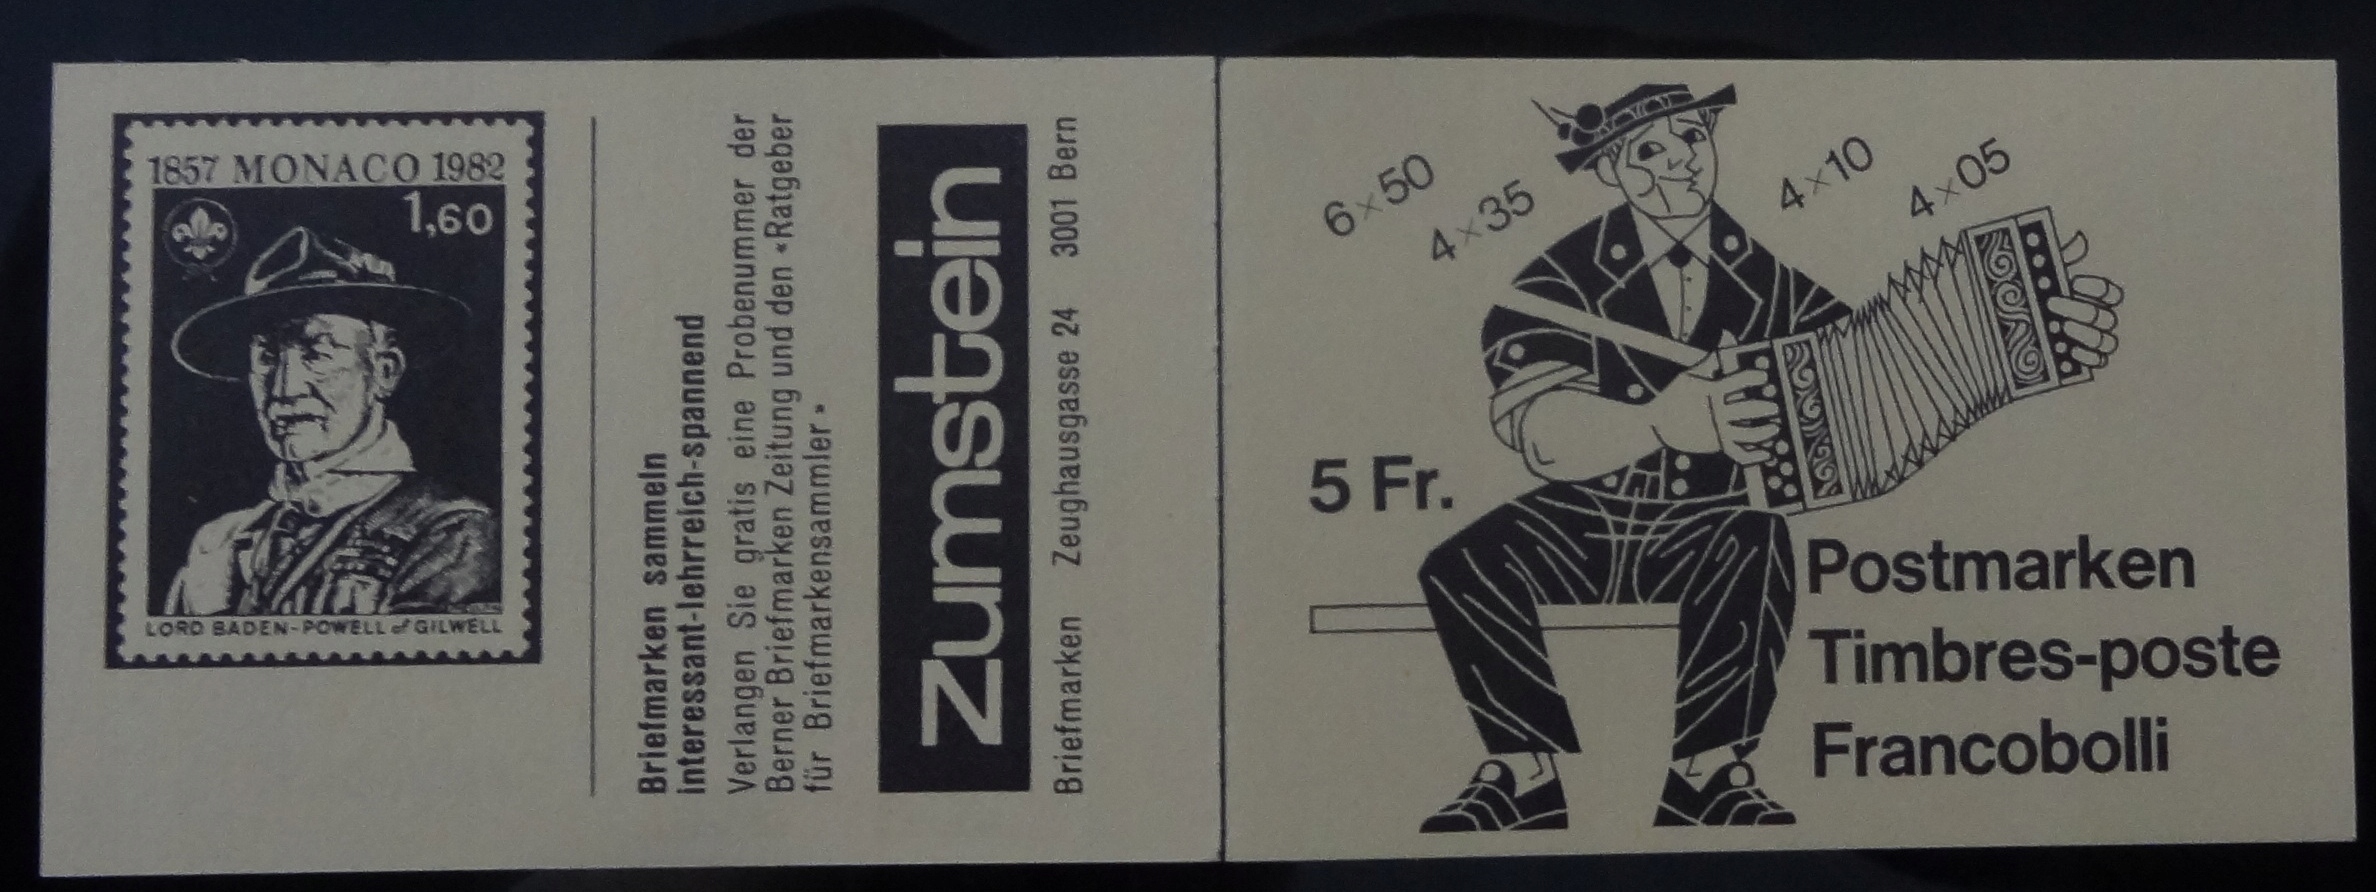 1857 MONACO 1982
1,60
LORD BADEN-POWELL of GILWELL
Briefmarken sammeln
interessant-lehrreich-spannend
Verlangen Sie gratis eine Probenummer der
Berner Briefmarken Zeitung und den «Ratgeber
für Briefmarkensammler»
Zumstein
Briefmarken Zeughausgasse 24 3001 Bern
6×50
4×35
4×10
4×05
5 Fr.
Postmarken
Timbres-poste
Francobolli